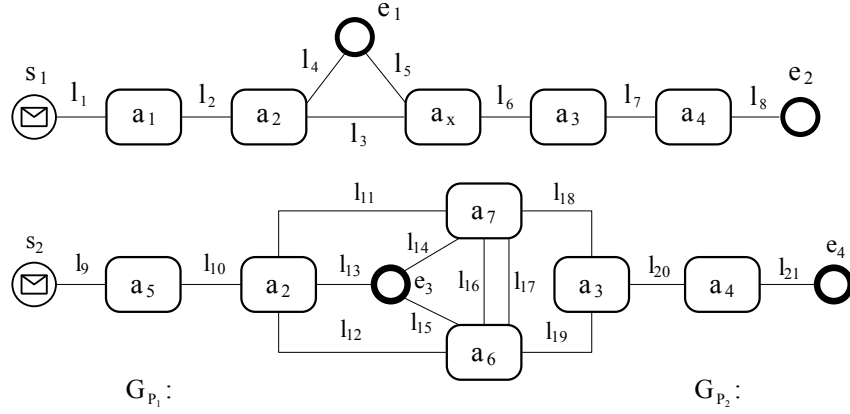 e₁
l₄ l₅
s₁ e₂
l₁ l₂ l₆ l₇ l₈
a₁ a₂ aₓ a₃ a₄
l₃
l₁₁ l₁₈
a₇
s₂ l₁₄ e₄
l₉ l₁₀ l₁₃ l₂₀ l₂₁
a₅ a₂ e₃ l₁₆ l₁₇ a₃ a₄
l₁₂ l₁₅ l₁₉
a₆
G_P₁ : G_P₂ :